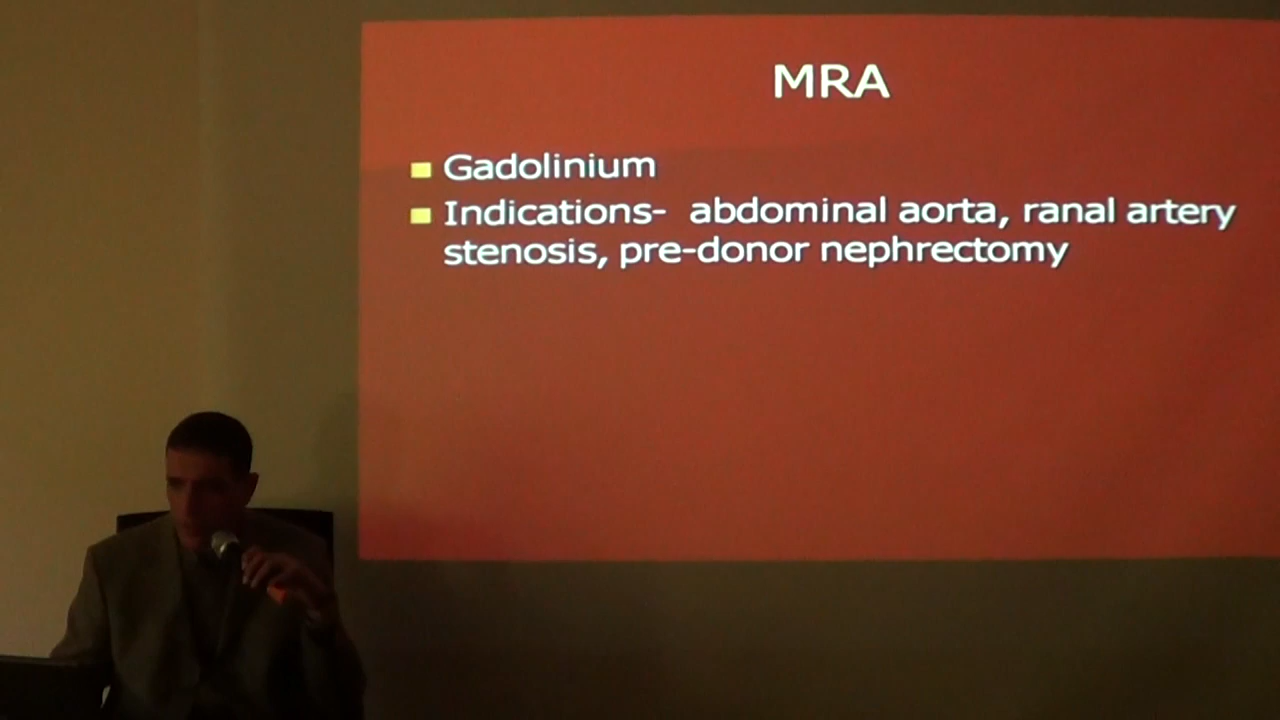 MRA
Gadolinium
Indications-  abdominal aorta, ranal artery
stenosis, pre-donor nephrectomy